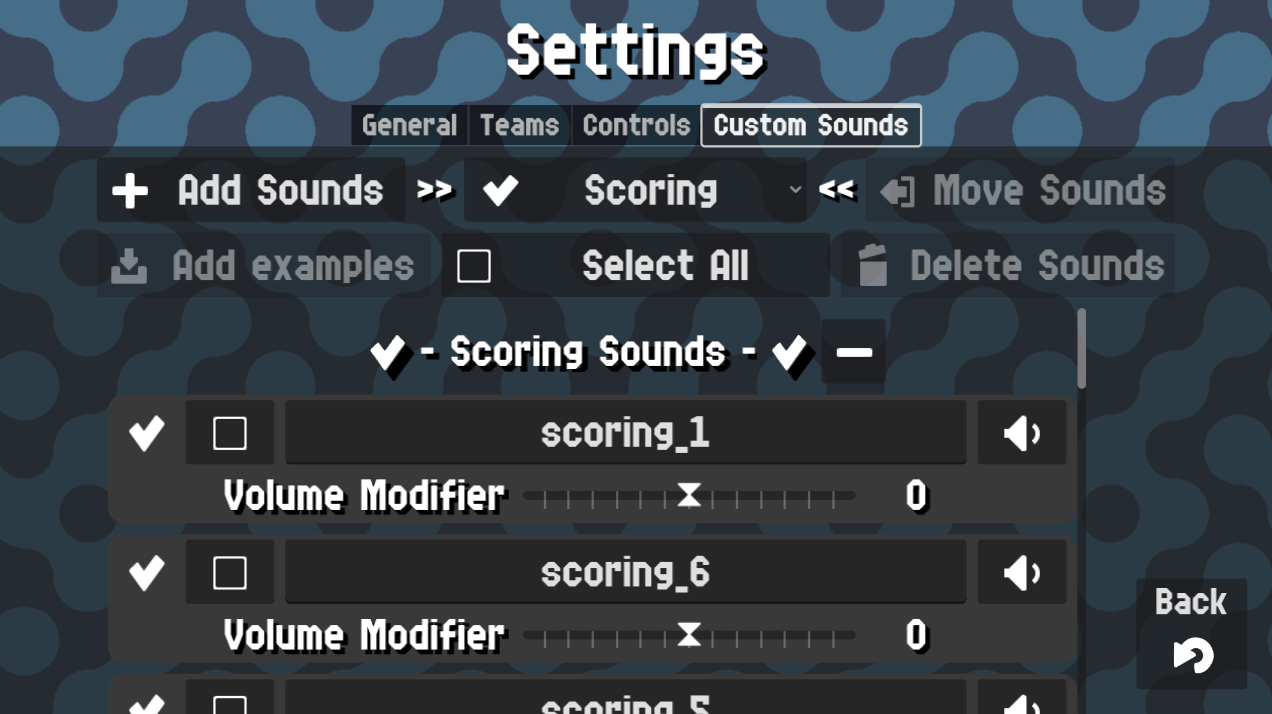 Settings
General Teams Controls Custom Sounds
Add Sounds >> Scoring << Move Sounds
Add examples Select All Delete Sounds
- Scoring Sounds -
scoring_1
Volume Modifier 0
scoring_6
Volume Modifier 0
Back
scoring_5